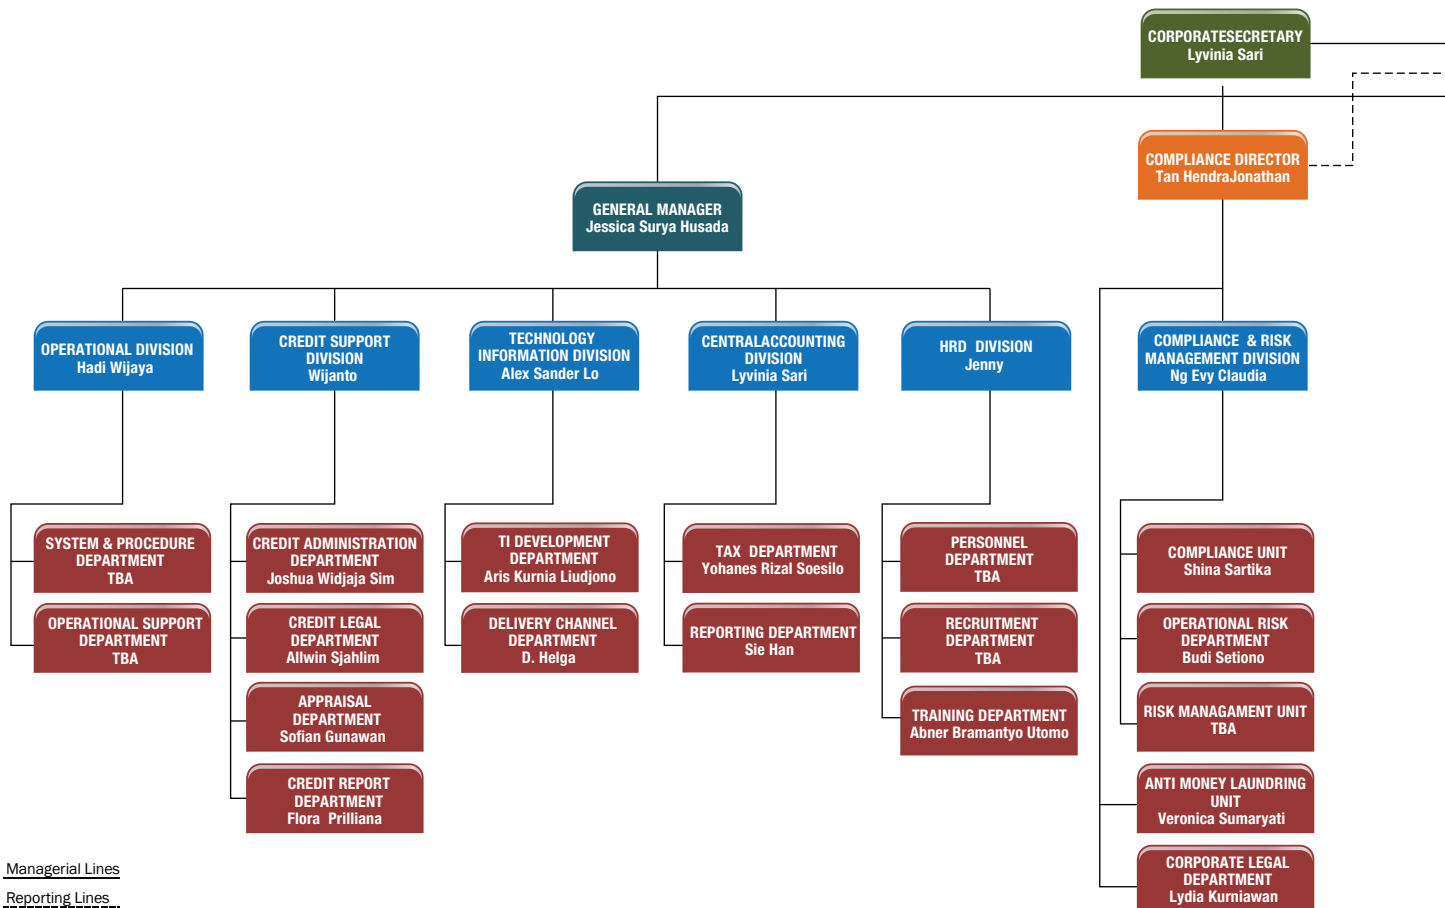 CORPORATESECRETARY
Lyvinia Sari
COMPLIANCE DIRECTOR
Tan HendraJonathan
GENERAL MANAGER
Jessica Surya Husada
OPERATIONAL DIVISION
Hadi Wijaya
CREDIT SUPPORT
DIVISION
Wijanto
TECHNOLOGY
INFORMATION DIVISION
Alex Sander Lo
CENTRALACCOUNTING
DIVISION
Lyvinia Sari
HRD DIVISION
Jenny
COMPLIANCE & RISK
MANAGEMENT DIVISION
Ng Evy Claudia
SYSTEM & PROCEDURE
DEPARTMENT
TBA
OPERATIONAL SUPPORT
DEPARTMENT
TBA
CREDIT ADMINISTRATION
DEPARTMENT
Joshua Widjaja Sim
CREDIT LEGAL
DEPARTMENT
Allwin Sjahlim
APPRAISAL
DEPARTMENT
Sofian Gunawan
CREDIT REPORT
DEPARTMENT
Flora Prilliana
TI DEVELOPMENT
DEPARTMENT
Aris Kurnia Liudjono
DELIVERY CHANNEL
DEPARTMENT
D. Helga
TAX DEPARTMENT
Yohanes Rizal Soesilo
REPORTING DEPARTMENT
Sie Han
PERSONNEL
DEPARTMENT
TBA
RECRUITMENT
DEPARTMENT
TBA
TRAINING DEPARTMENT
Abner Bramantyo Utomo
COMPLIANCE UNIT
Shina Sartika
OPERATIONAL RISK
DEPARTMENT
Budi Setiono
RISK MANAGAMENT UNIT
TBA
ANTI MONEY LAUNDRING
UNIT
Veronica Sumaryati
CORPORATE LEGAL
DEPARTMENT
Lydia Kurniawan
Managerial Lines
Reporting Lines